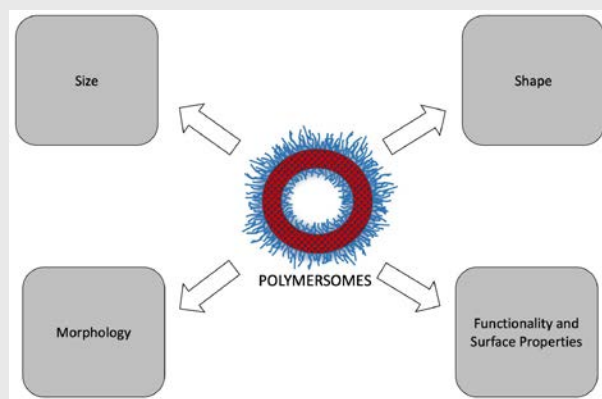 Size
Shape
POLYMERSOMES
Morphology
Functionality and
Surface Properties